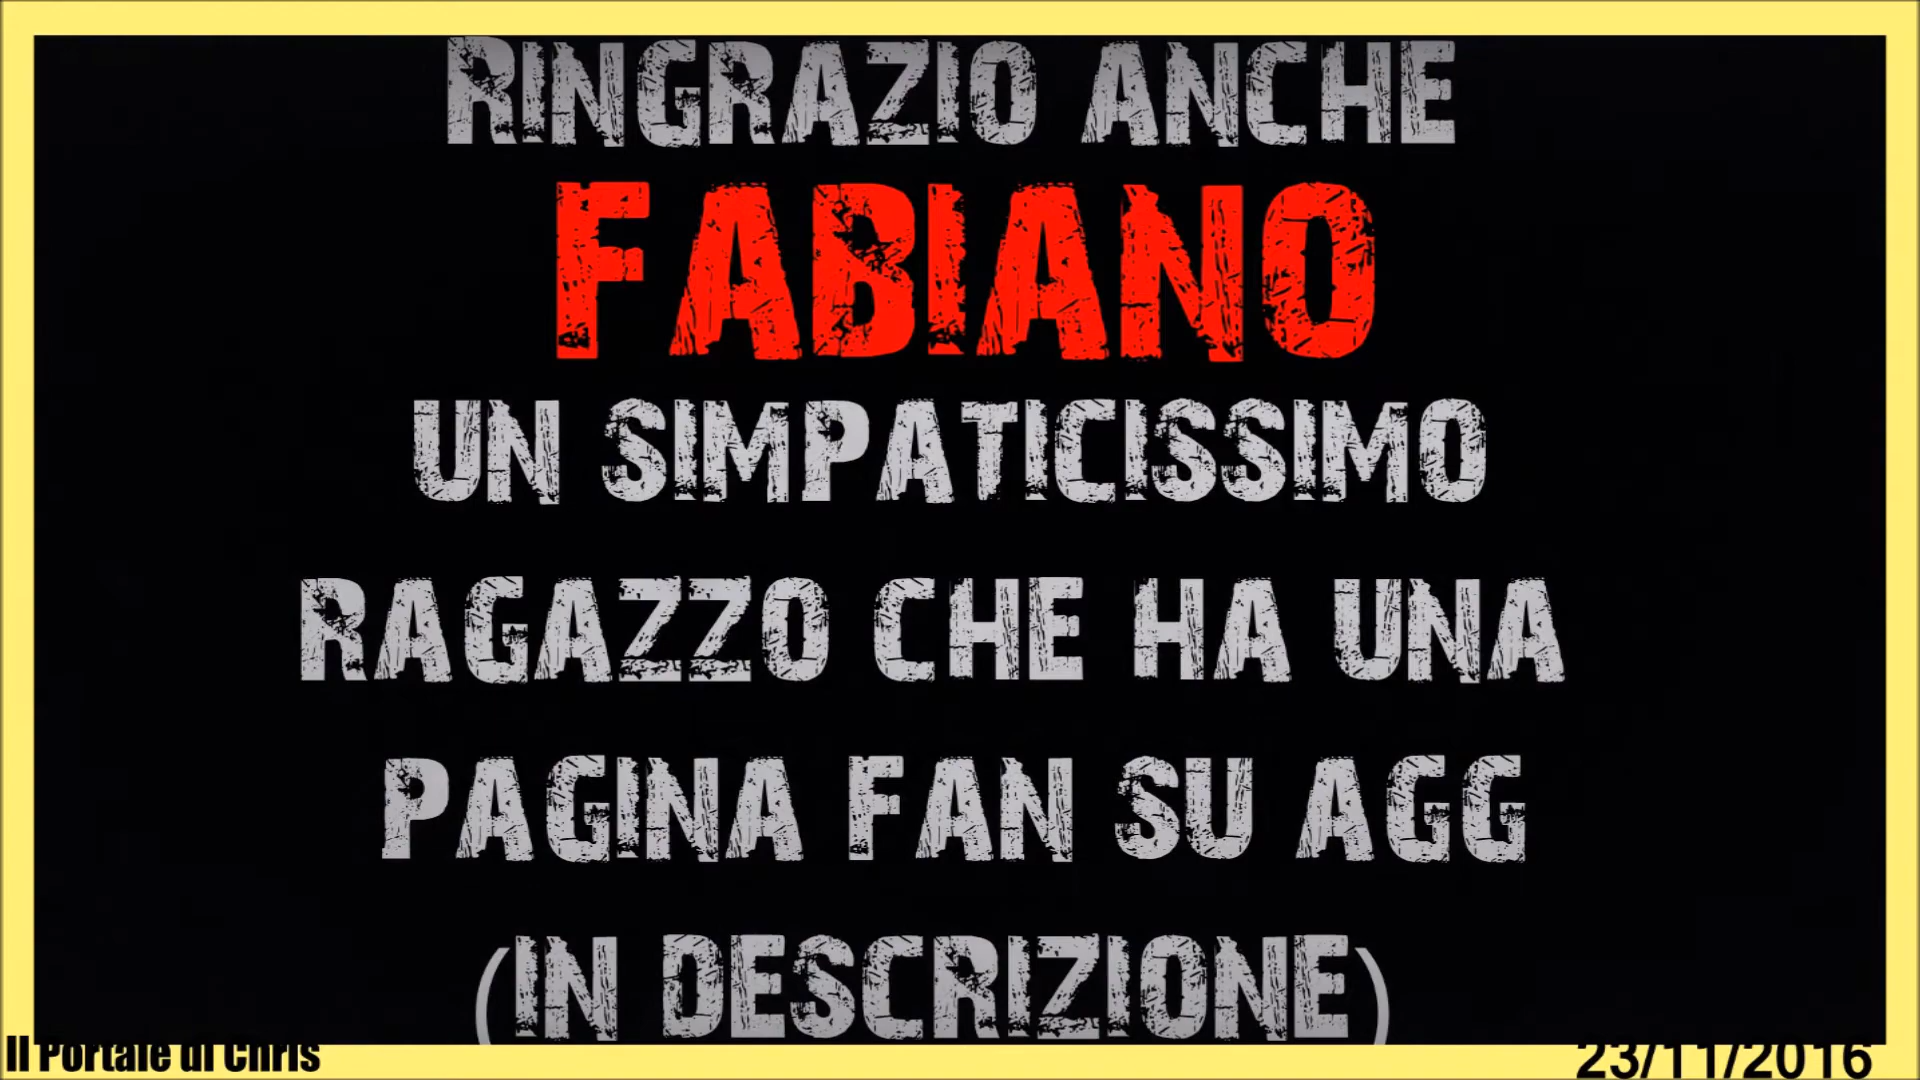 RINGRAZIO ANCHE
FABIANO
UN SIMPATICISSIMO
RAGAZZO CHE HA UNA
PAGINA FAN SU AGG
(IN DESCRIZIONE)
Il Portale di Chris
23/11/2016